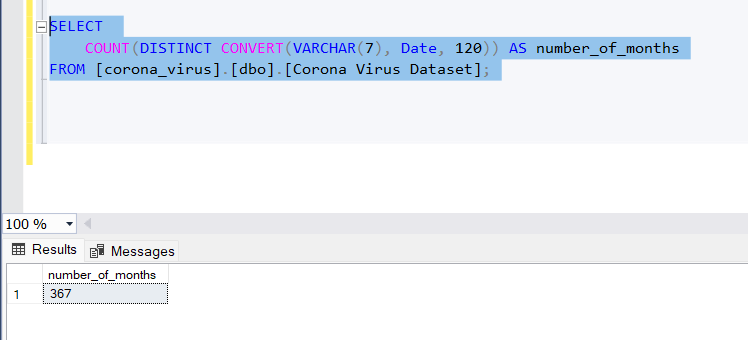 SELECT
COUNT(DISTINCT CONVERT(VARCHAR(7), Date, 120)) AS number_of_months
FROM [corona_virus].[dbo].[Corona Virus Dataset];
100 %
Results Messages
number_of_months
1 367